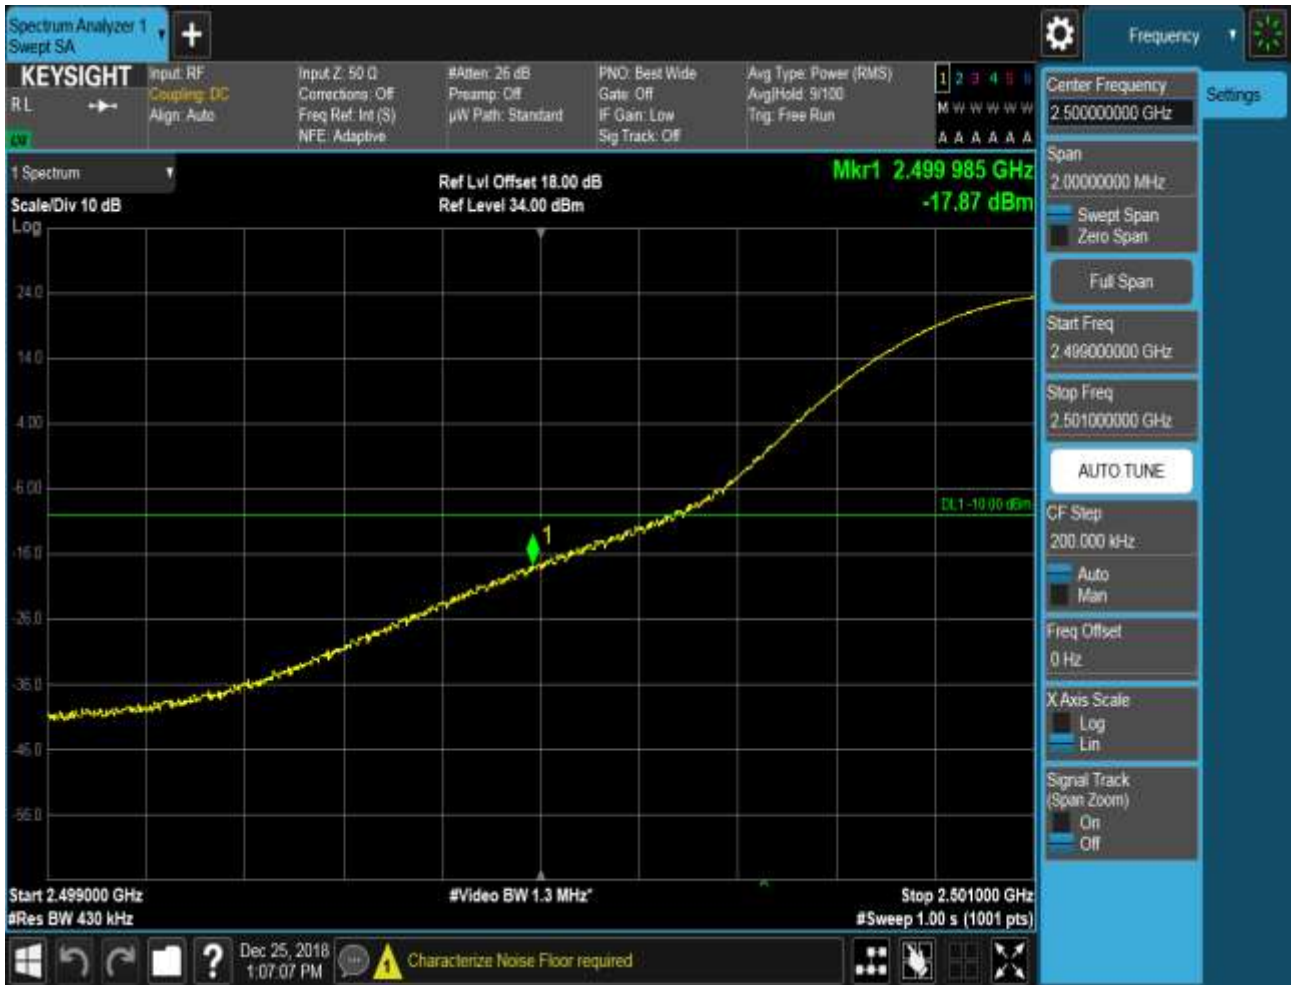 Spectrum Analyzer 1
Swept SA
Frequency
KEYSIGHT
R L
Input: RF
Coupling: DC
Align: Auto
Input Z: 50 Ω
Corrections: Off
Freq Ref: Int (S)
NFE: Adaptive
#Atten: 26 dB
Preamp: Off
µW Path: Standard
PNO: Best Wide
Gate: Off
IF Gain: Low
Sig Track: Off
Avg Type: Power (RMS)
Avg|Hold: 9/100
Trig: Free Run
1 2 3 4 5 6
M W W W W W
A A A A A A
1 Spectrum
Scale/Div 10 dB
Log
Ref Lvl Offset 18.00 dB
Ref Level 34.00 dBm
Mkr1 2.499 985 GHz
-17.87 dBm
24.0
14.0
4.00
-6.00
-16.0
-26.0
-36.0
-46.0
-56.0
DL1 -10.00 dBm
1
Start 2.499000 GHz
#Res BW 430 kHz
#Video BW 1.3 MHz*
Stop 2.501000 GHz
#Sweep 1.00 s (1001 pts)
Center Frequency
2.500000000 GHz
Settings
Span
2.00000000 MHz
Swept Span
Zero Span
Full Span
Start Freq
2.499000000 GHz
Stop Freq
2.501000000 GHz
AUTO TUNE
CF Step
200.000 kHz
Auto
Man
Freq Offset
0 Hz
X Axis Scale
Log
Lin
Signal Track
(Span Zoom)
On
Off
?
Dec 25, 2018
1:07:07 PM
1
Characterize Noise Floor required